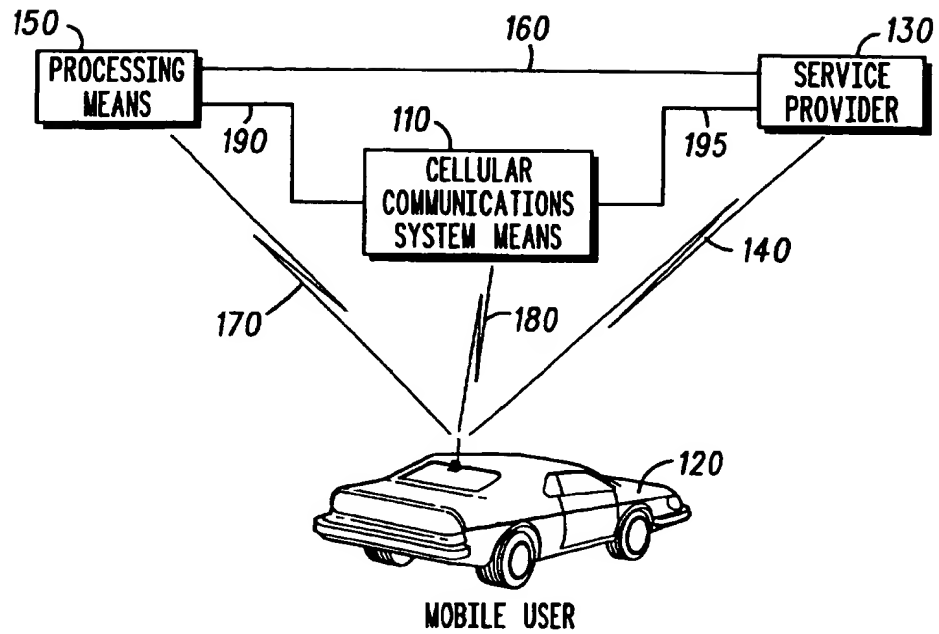 150
160
130
PROCESSING
MEANS
SERVICE
PROVIDER
190
110
195
CELLULAR
COMMUNICATIONS
SYSTEM MEANS
140
170
180
120
MOBILE USER